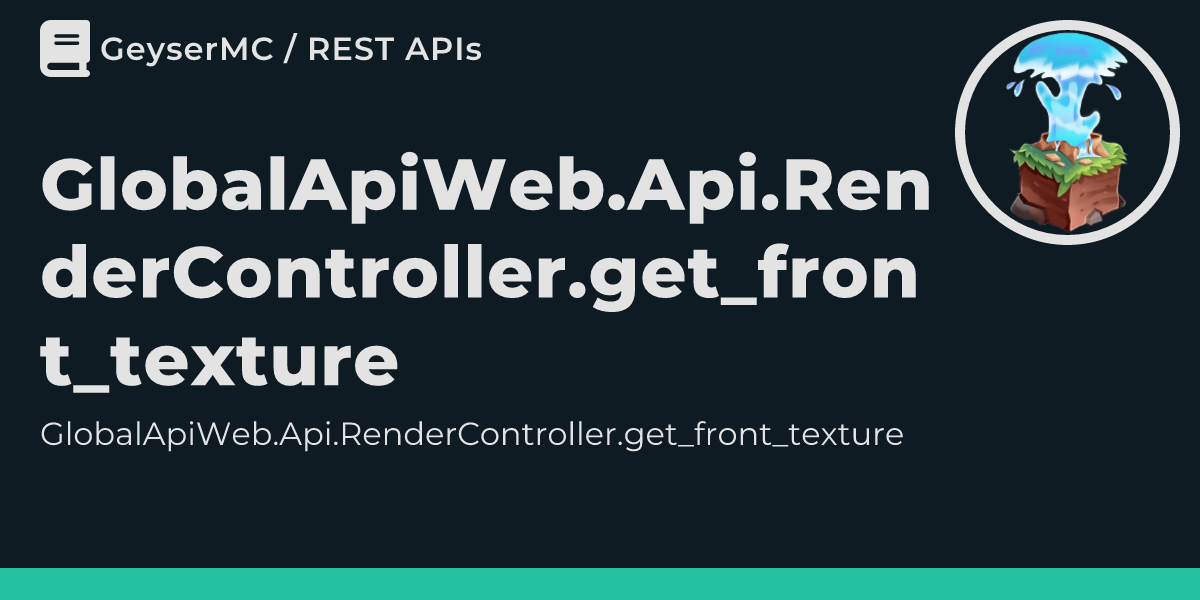 GeyserMC / REST APIs
GlobalApiWeb.Api.Ren
derController.get_fron
t_texture
GlobalApiWeb.Api.RenderController.get_front_texture